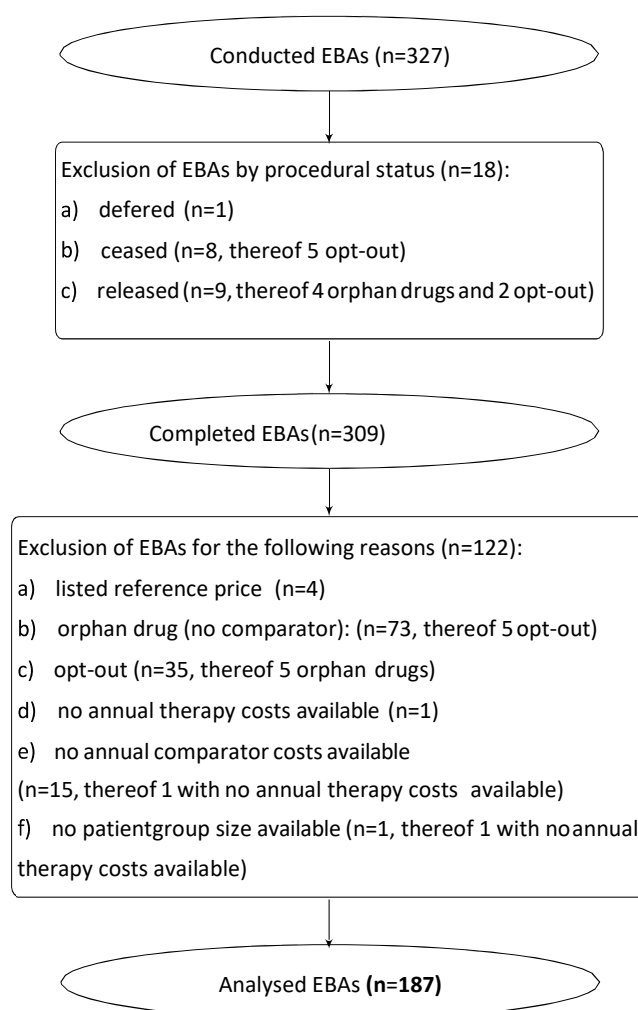 Conducted EBAs (n=327)
Exclusion of EBAs by procedural status (n=18):
a) defered (n=1)
b) ceased (n=8, thereof 5 opt-out)
c) released (n=9, thereof 4 orphan drugs and 2 opt-out)
Completed EBAs (n=309)
Exclusion of EBAs for the following reasons (n=122):
a) listed reference price (n=4)
b) orphan drug (no comparator): (n=73, thereof 5 opt-out)
c) opt-out (n=35, thereof 5 orphan drugs)
d) no annual therapy costs available (n=1)
e) no annual comparator costs available
(n=15, thereof 1 with no annual therapy costs available)
f) no patientgroup size available (n=1, thereof 1 with no annual
therapy costs available)
Analysed EBAs (n=187)